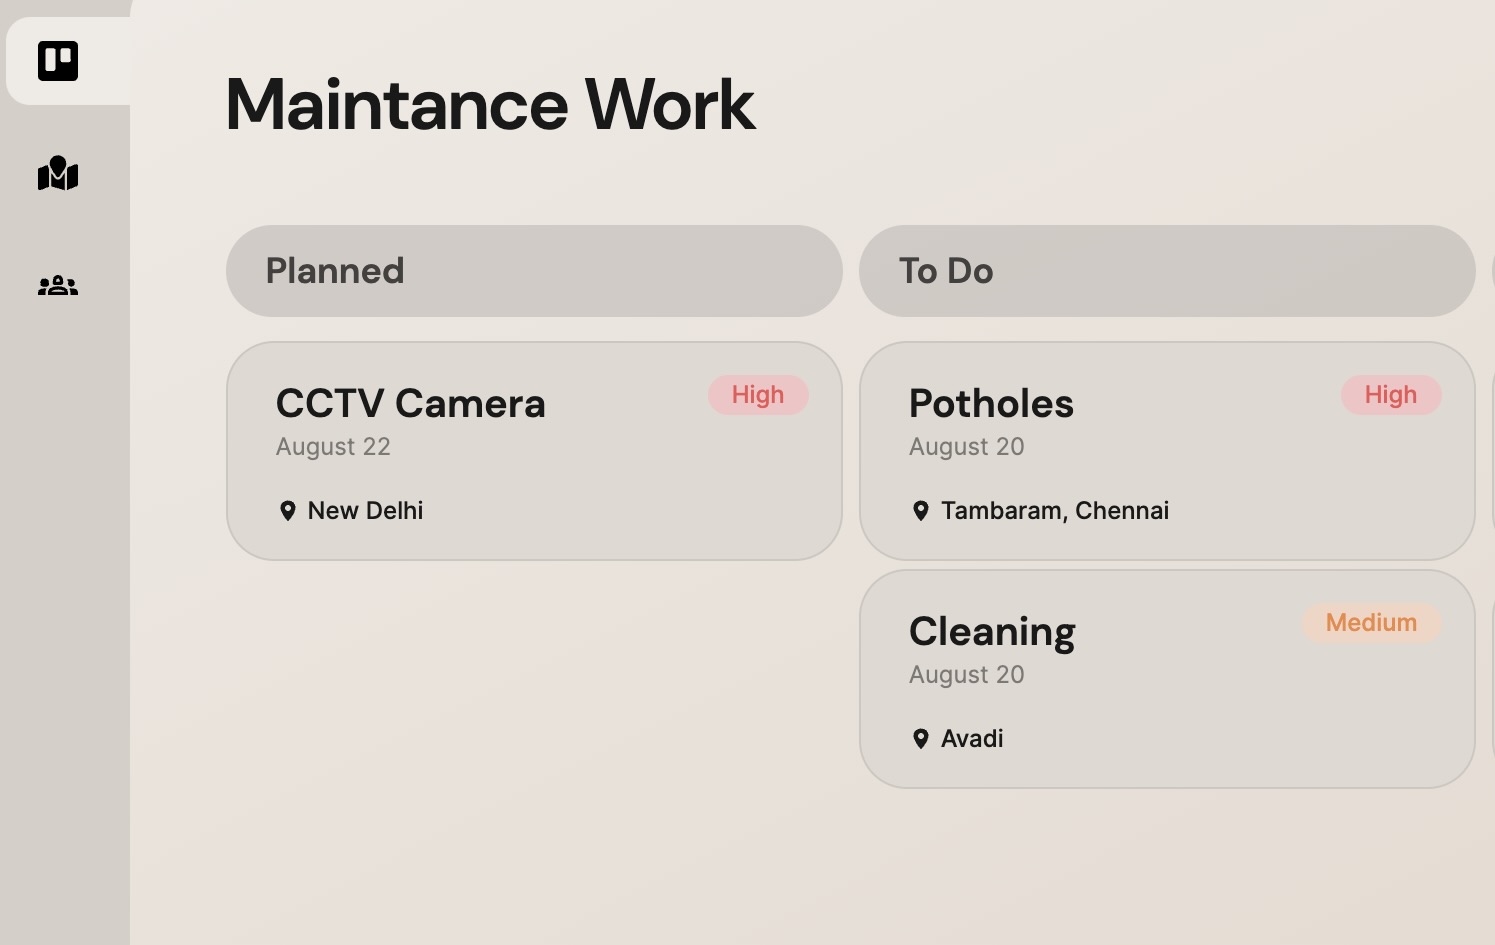 Maintance Work
Planned
CCTV Camera
High
August 22
New Delhi
To Do
Potholes
High
August 20
Tambaram, Chennai
Cleaning
Medium
August 20
Avadi